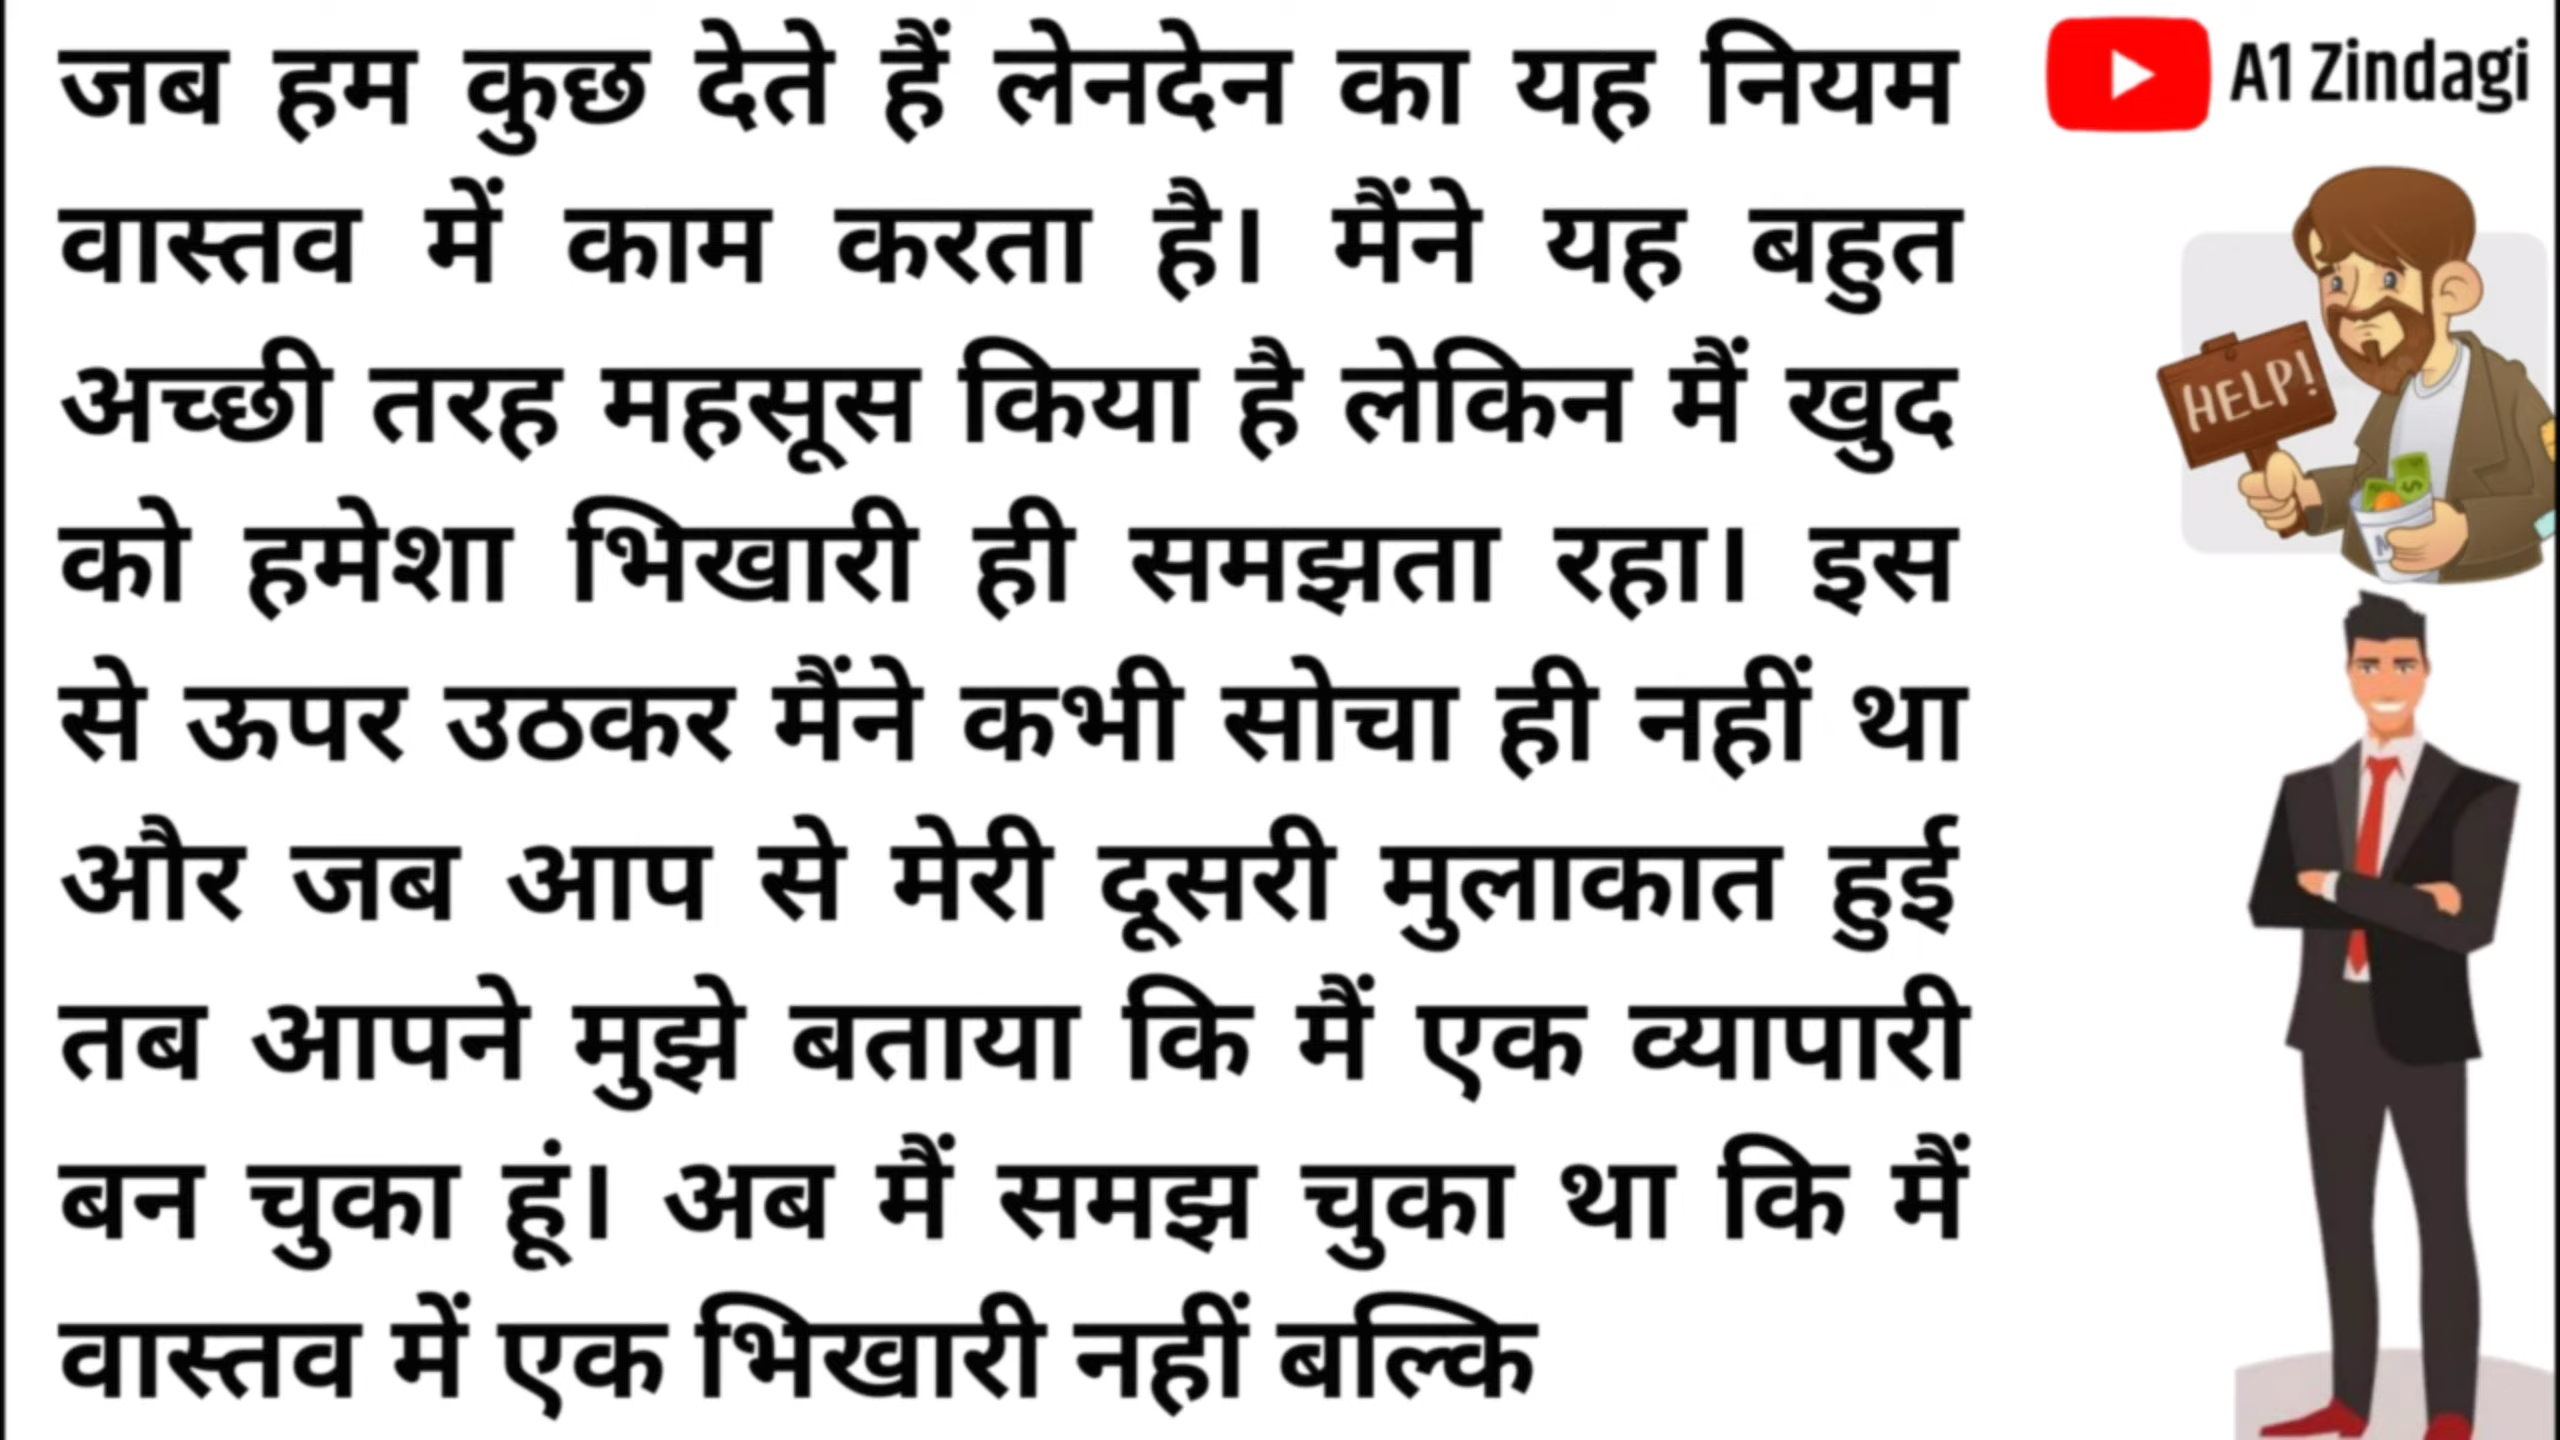 जब हम कुछ देते हैं लेनदेन का यह नियम
वास्तव में काम करता है। मैंने यह बहुत
अच्छी तरह महसूस किया है लेकिन मैं खुद
को हमेशा भिखारी ही समझता रहा। इस
से ऊपर उठकर मैंने कभी सोचा ही नहीं था
और जब आप से मेरी दूसरी मुलाकात हुई
तब आपने मुझे बताया कि मैं एक व्यापारी
बन चुका हूं। अब मैं समझ चुका था कि मैं
वास्तव में एक भिखारी नहीं बल्कि
A1 Zindagi
HELP!